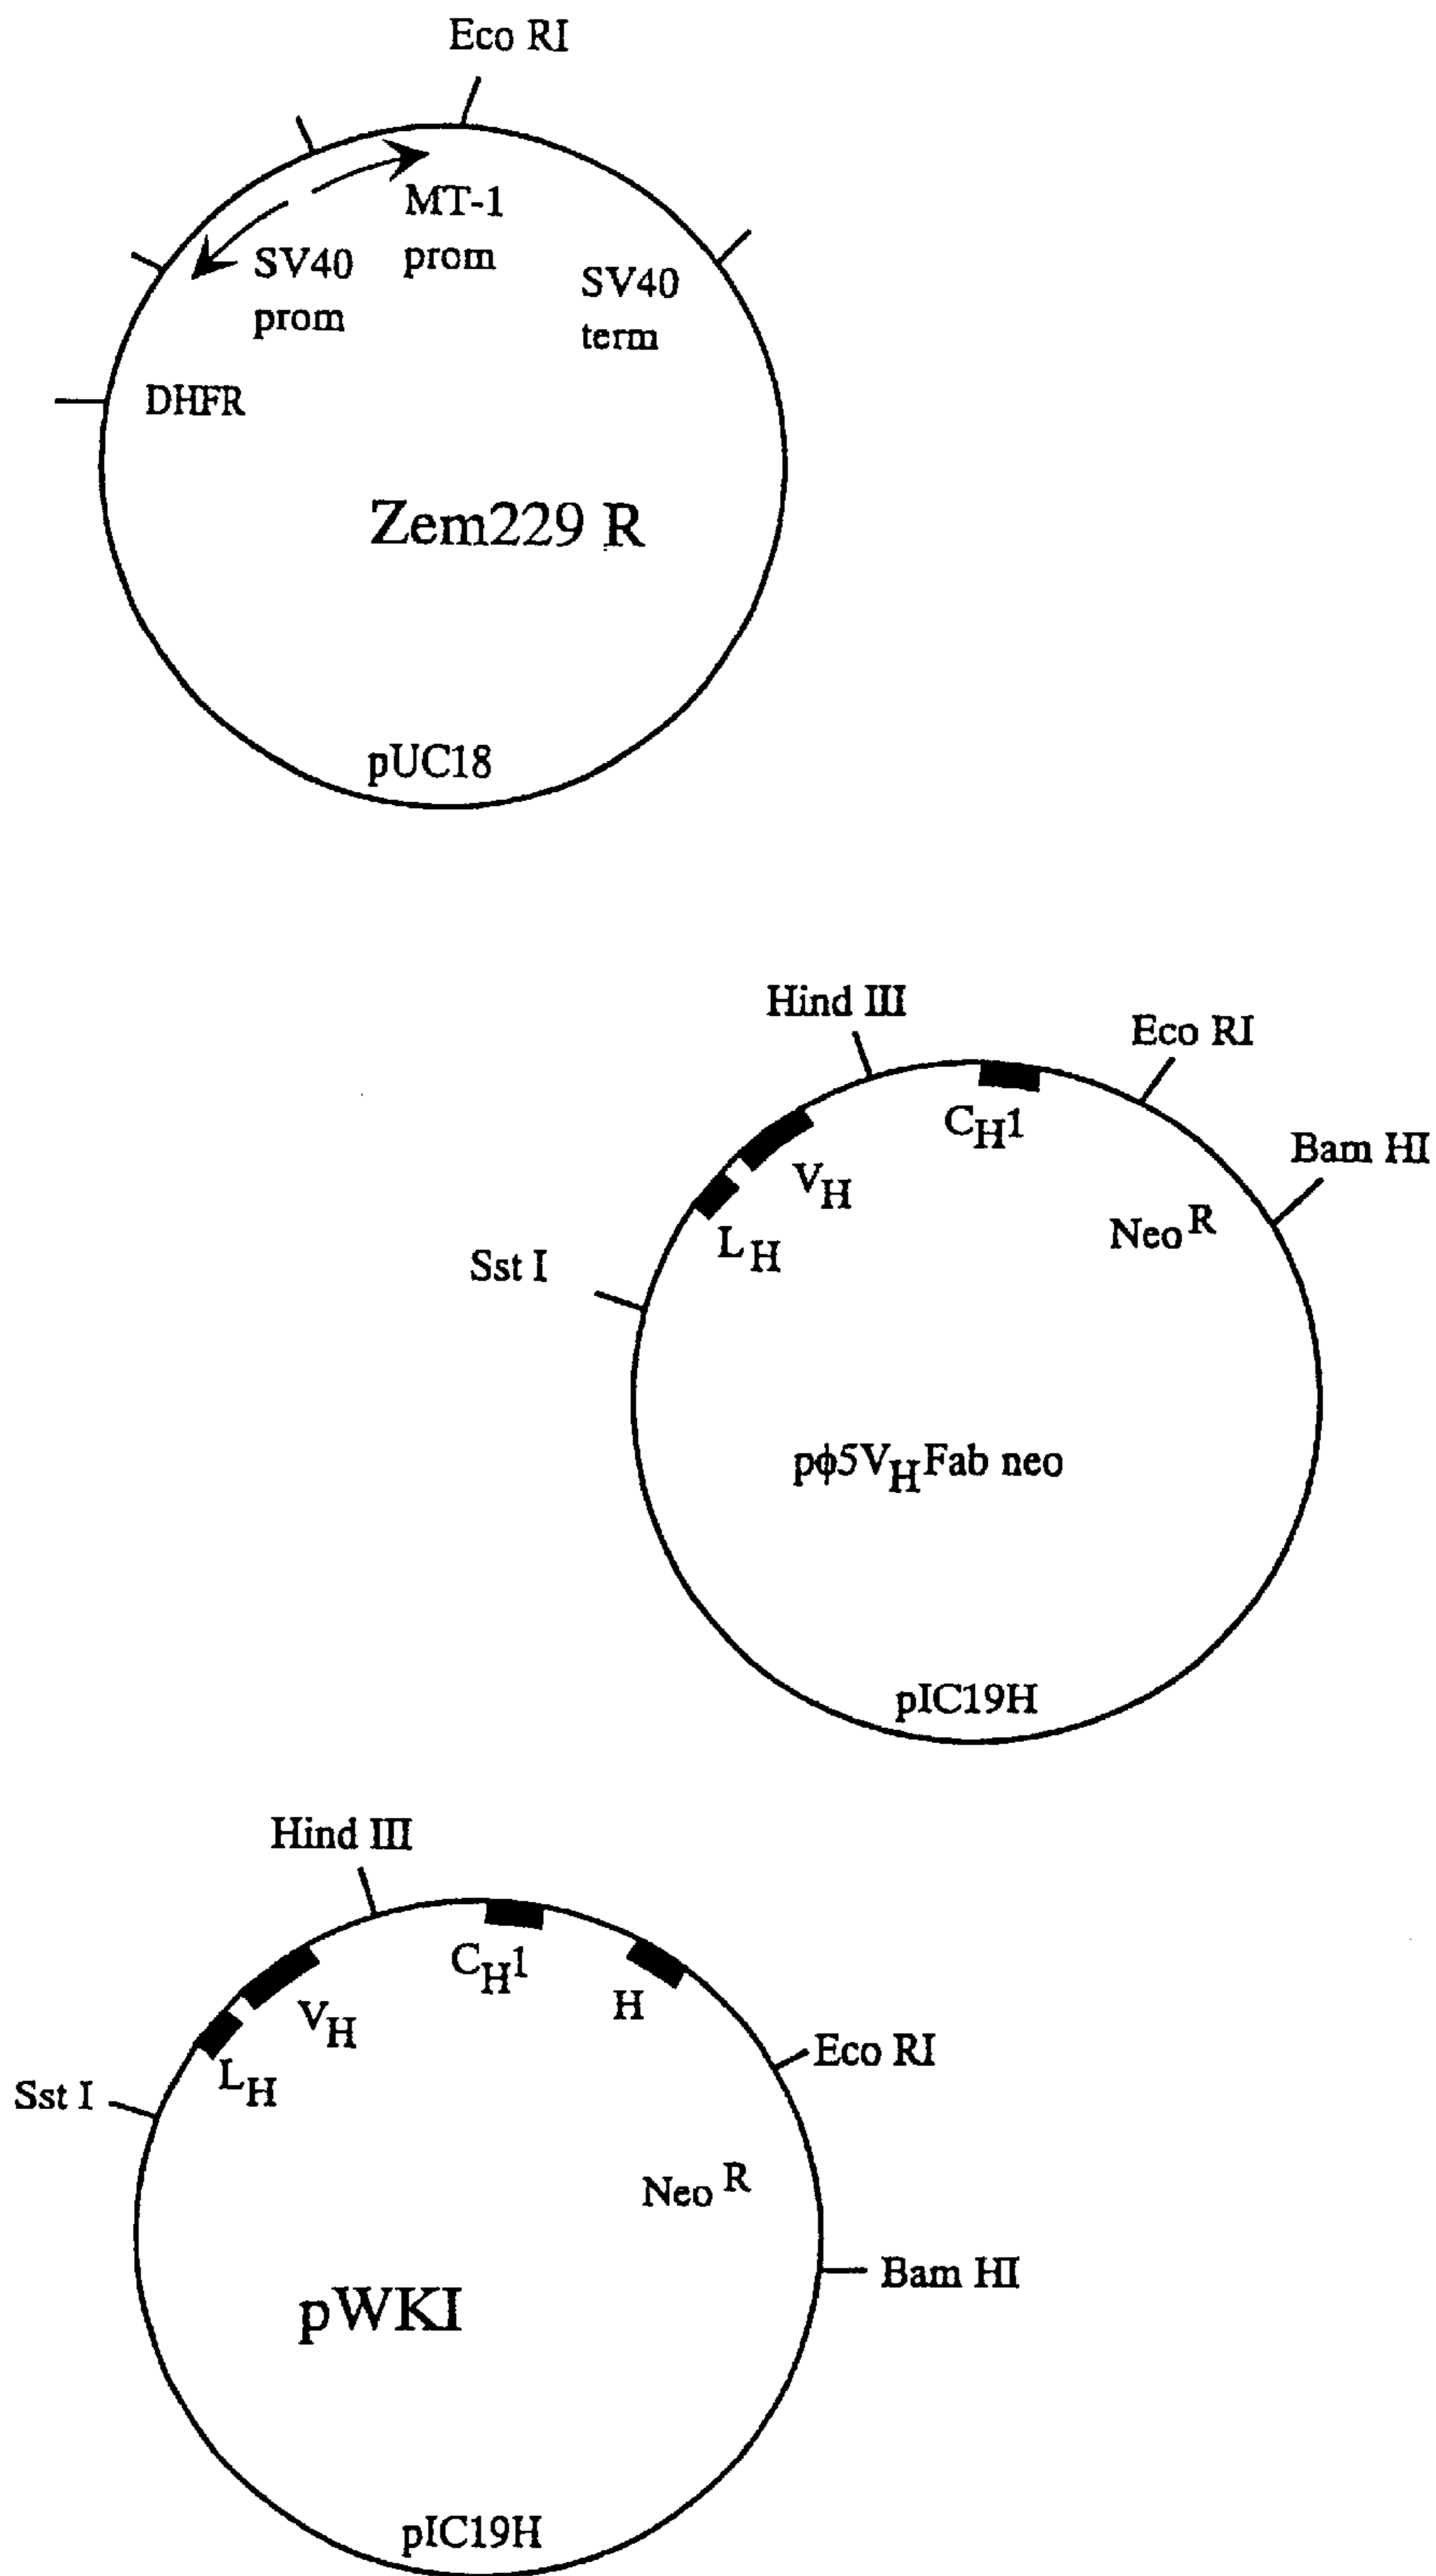 Eco RI
MT-1
prom
SV40
prom
SV40
term
DHFR
Zem229 R
pUC18
Hind III
Eco RI
CH1
Bam HI
VH
NeoR
LH
Sst I
pϕ5VHFab neo
pIC19H
Hind III
CH1
H
VH
Eco RI
LH
Sst I
NeoR
Bam HI
pWKI
pIC19H